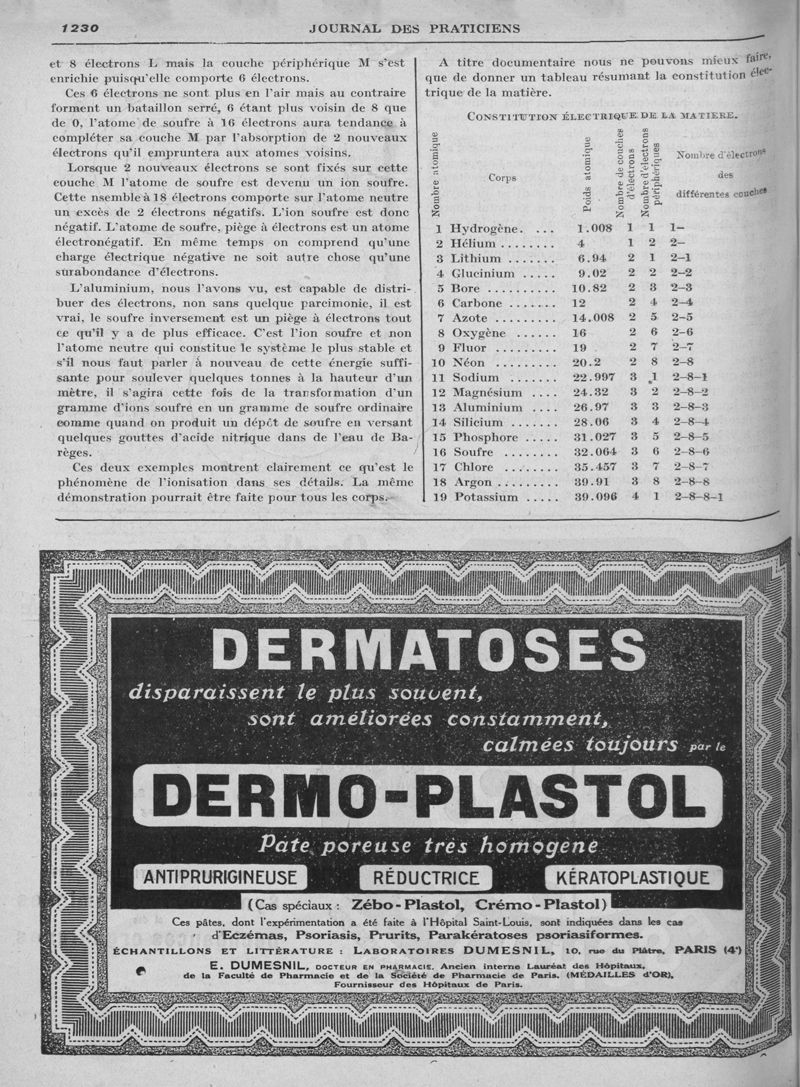 1230
JOURNAL DES PRATICIENS
et 8 électrons L mais la couche périphérique M s'est
enrichie puisqu'elle comporte 6 électrons.
Ces 6 électrons ne sont plus en l'air mais au contraire
forment un bataillon serré, 6 étant plus voisin de 8 que
de 0, l'atome de soufre à 16 électrons aura tendance à
compléter sa couche M par l'absorption de 2 nouveaux
électrons qu'il empruntera aux atomes voisins.
Lorsque 2 nouveaux électrons se sont fixés sur cette
couche M l'atome de soufre est devenu un ion soufre.
Cette nsemble à 18 électrons comporte sur l'atome neutre
un excès de 2 électrons négatifs. L'ion soufre est donc
négatif. L'atome de soufre, piège à électrons est un atome
électronégatif. En même temps on comprend qu'une
charge électrique négative ne soit autre chose qu'une
surabondance d'électrons.
L'aluminium, nous l'avons vu, est capable de distri-
buer des électrons, non sans quelque parcimonie, il est
vrai, le soufre inversement est un piège à électrons tout
ce qu'il y a de plus efficace. C'est l'ion soufre et non
l'atome neutre qui constitue le système le plus stable et
s'il nous faut parler à nouveau de cette énergie suffi-
sante pour soulever quelques tonnes à la hauteur d'un
mètre, il s'agira cette fois de la transformation d'un
gramme d'ions soufre en un gramme de soufre ordinaire
comme quand on produit un dépôt de soufre en versant
quelques gouttes d'acide nitrique dans de l'eau de Ba-
règes.
Ces deux exemples montrent clairement ce qu'est le
phénomène de l'ionisation dans ses détails. La même
démonstration pourrait être faite pour tous les corps.
A titre documentaire nous ne pouvons mieux faire,
que de donner un tableau résumant la constitution élec-
trique de la matière.
CONSTITUTION ÉLECTRIQUE DE LA MATIERE.
Nombre atomique
Corps
Poids atomique
Nombre de couches
d'électrons
Nombre d'électrons
périphériques
Nombre d'électrons
des
différentes couches
1 Hydrogène. ... 1.008 1 1 1–
2 Hélium ........ 4 1 2 2–
3 Lithium ....... 6.94 2 1 2–1
4 Glucinium ..... 9.02 2 2 2–2
5 Bore .......... 10.82 2 3 2–3
6 Carbone ....... 12 2 4 2–4
7 Azote ......... 14.008 2 5 2–5
8 Oxygène ...... 16 2 6 2–6
9 Fluor ......... 19 2 7 2–7
10 Néon ......... 20.2 2 8 2–8
11 Sodium ....... 22.997 3 1 2–8–1
12 Magnésium .... 24.32 3 2 2–8–2
13 Aluminium .... 26.97 3 3 2–8–3
14 Silicium ....... 28.06 3 4 2–8–4
15 Phosphore ..... 31.027 3 5 2–8–5
16 Soufre ........ 32.064 3 6 2–8–6
17 Chlore ........ 35.457 3 7 2–8–7
18 Argon ......... 39.91 3 8 2–8–8
19 Potassium ..... 39.096 4 1 2–8–8–1
DERMATOSES
disparaissent le plus souvent,
sont améliorées constamment,
calmées toujours par le
DERMO-PLASTOL
Pâte poreuse très homogène
ANTIPRURIGINEUSE RÉDUCTRICE KÉRATOPLASTIQUE
(Cas spéciaux : Zébo-Plastol, Crémo-Plastol)
Ces pâtes, dont l'expérimentation a été faite à l'Hôpital Saint-Louis, sont indiquées dans les cas
d'Eczémas, Psoriasis, Prurits, Parakératoses psoriasiformes.
ÉCHANTILLONS ET LITTÉRATURE : LABORATOIRES DUMESNIL, 10, rue du Plâtre, PARIS (4e)
E. DUMESNIL, DOCTEUR EN PHARMACIE, Ancien Interne Lauréat des Hôpitaux,
de la Faculté de Pharmacie et de la Société de Pharmacie de Paris. (MÉDAILLES d'OR),
Fournisseur des Hôpitaux de Paris.